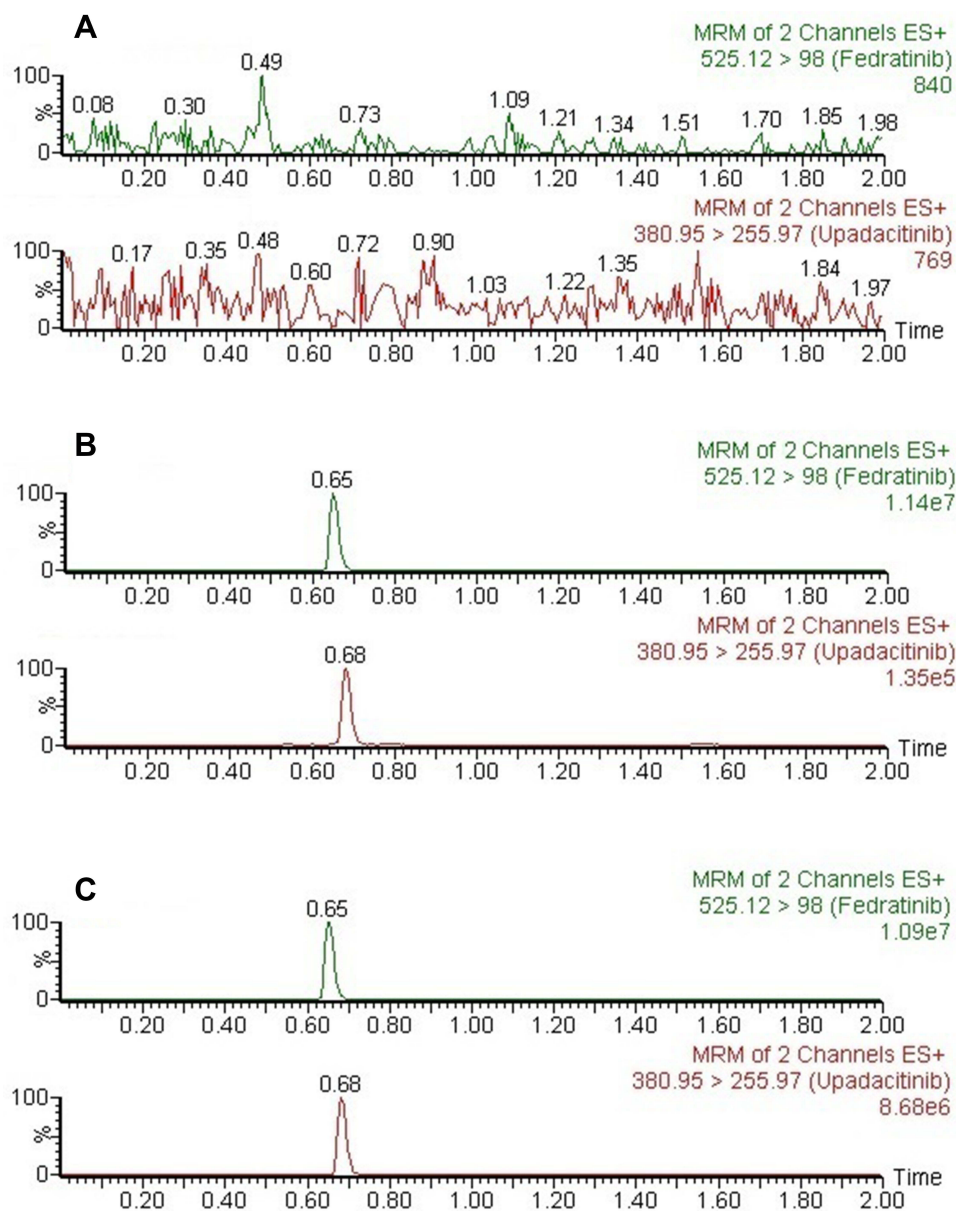 A
MRM of 2 Channels ES+
525.12 > 98 (Fedratinib)
840
0.49
100
0.08 0.30 0.73 1.09 1.21 1.34 1.51 1.70 1.85 1.98
%
0
0.20 0.40 0.60 0.80 1.00 1.20 1.40 1.60 1.80 2.00
MRM of 2 Channels ES+
380.95 > 255.97 (Upadacitinib)
769
100
0.17 0.35 0.48 0.60 0.72 0.90 1.03 1.22 1.35 1.84 1.97
%
0
Time
0.20 0.40 0.60 0.80 1.00 1.20 1.40 1.60 1.80 2.00
B
MRM of 2 Channels ES+
525.12 > 98 (Fedratinib)
1.14e7
0.65
100
%
0
0.20 0.40 0.60 0.80 1.00 1.20 1.40 1.60 1.80 2.00
MRM of 2 Channels ES+
380.95 > 255.97 (Upadacitinib)
1.35e5
0.68
100
%
0
Time
0.20 0.40 0.60 0.80 1.00 1.20 1.40 1.60 1.80 2.00
C
MRM of 2 Channels ES+
525.12 > 98 (Fedratinib)
1.09e7
0.65
100
%
0
0.20 0.40 0.60 0.80 1.00 1.20 1.40 1.60 1.80 2.00
MRM of 2 Channels ES+
380.95 > 255.97 (Upadacitinib)
8.68e6
0.68
100
%
0
Time
0.20 0.40 0.60 0.80 1.00 1.20 1.40 1.60 1.80 2.00